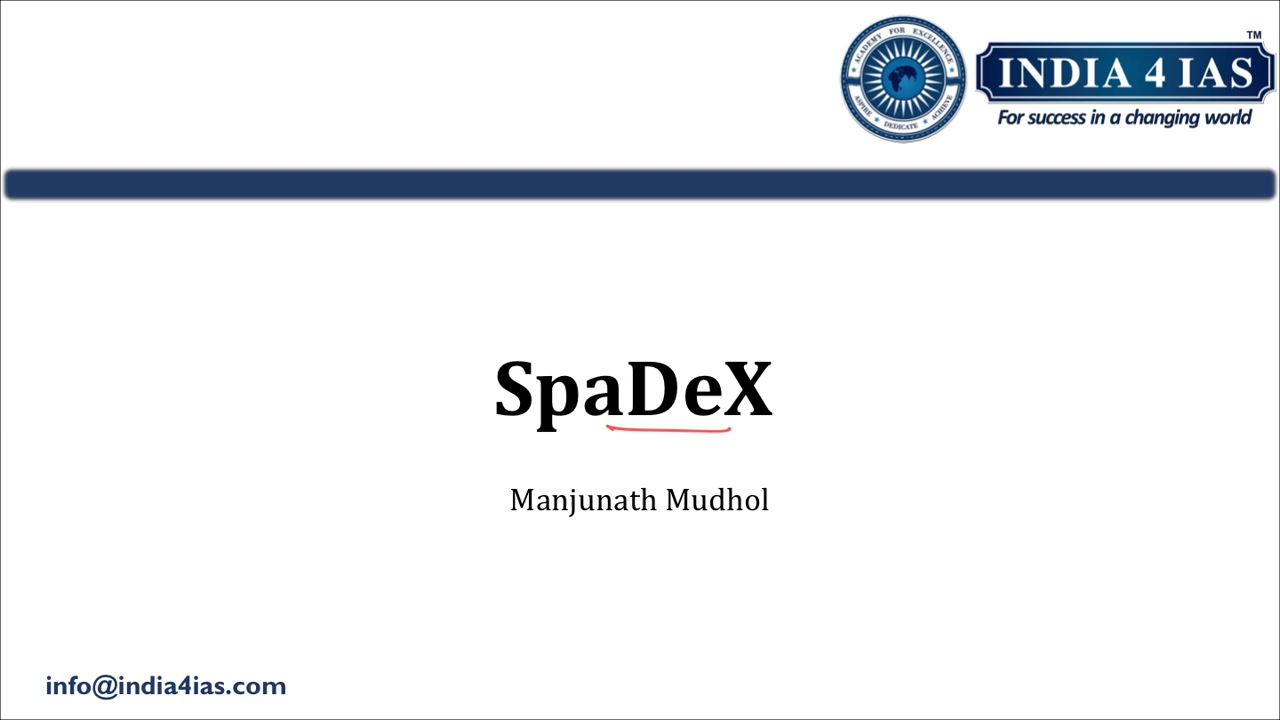 ACADEMY FOR EXCELLENCE
ASPIRE ★ DEDICATE ★ ACHIEVE
INDIA 4 IAS TM
For success in a changing world
SpaDeX
Manjunath Mudhol
info@india4ias.com